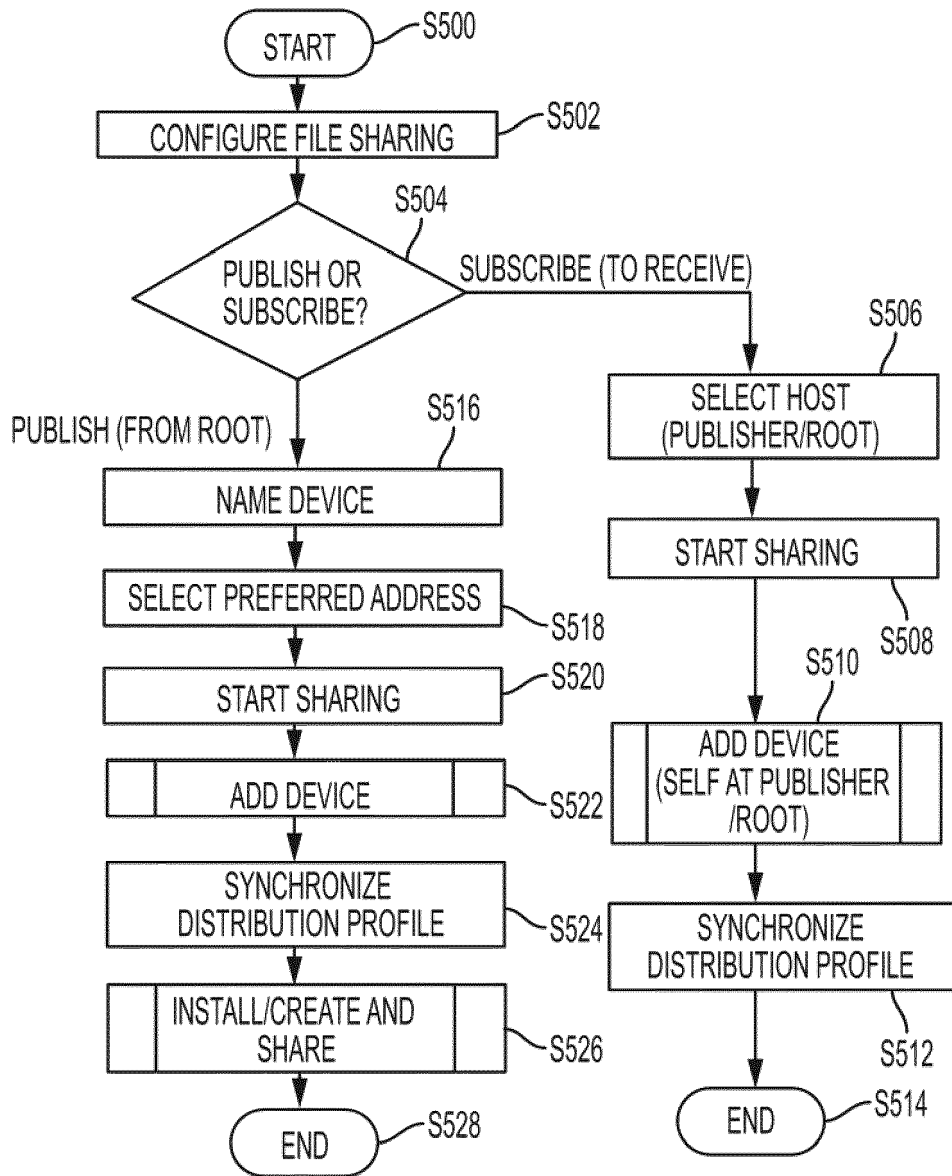 START
S500
CONFIGURE FILE SHARING
S502
S504
PUBLISH OR
SUBSCRIBE?
SUBSCRIBE (TO RECEIVE)
PUBLISH (FROM ROOT)
S516
NAME DEVICE
SELECT PREFERRED ADDRESS
S518
START SHARING
S520
ADD DEVICE
S522
SYNCHRONIZE
DISTRIBUTION PROFILE
S524
INSTALL/CREATE AND
SHARE
S526
END
S528
S506
SELECT HOST
(PUBLISHER/ROOT)
START SHARING
S508
S510
ADD DEVICE
(SELF AT PUBLISHER
/ROOT)
SYNCHRONIZE
DISTRIBUTION PROFILE
S512
END
S514